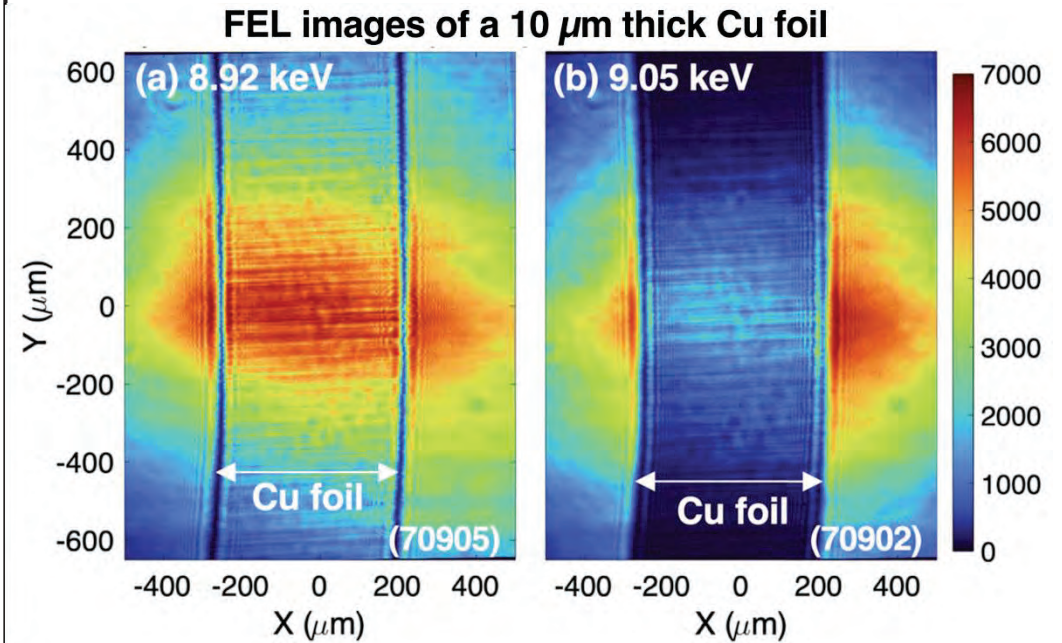 FEL images of a 10 μm thick Cu foil
(a) 8.92 keV
(b) 9.05 keV
7000
6000
5000
4000
3000
2000
1000
0
Y (μm)
600
400
200
0
-200
-400
-600
Cu foil
(70905)
Cu foil
(70902)
-400 -200 0 200 400
-400 -200 0 200 400
X (μm)
X (μm)